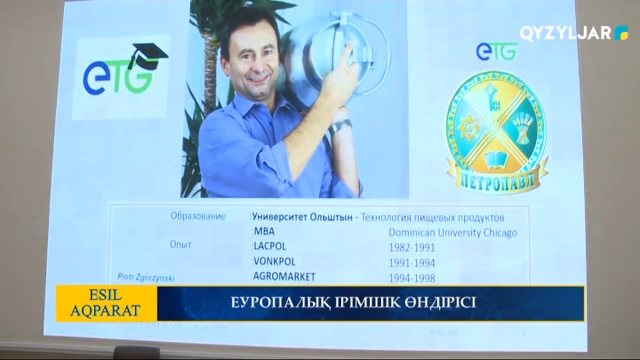 QYZYLJAR
eTG
eTG
ПЕТРОПАВЛ
Образование :Университет Ольштын - Технология пищевых продуктов
:MBA Dominican University Chicago
Опыт :LACPOL 1982-1991
VONKPOL 1991-1994
Piotr Zgorzyński AGROMARKET 1994-1998
ESIL
AQPARAT
ЕУРОПАЛЫҚ ІРІМШІК ӨНДІРІСІ